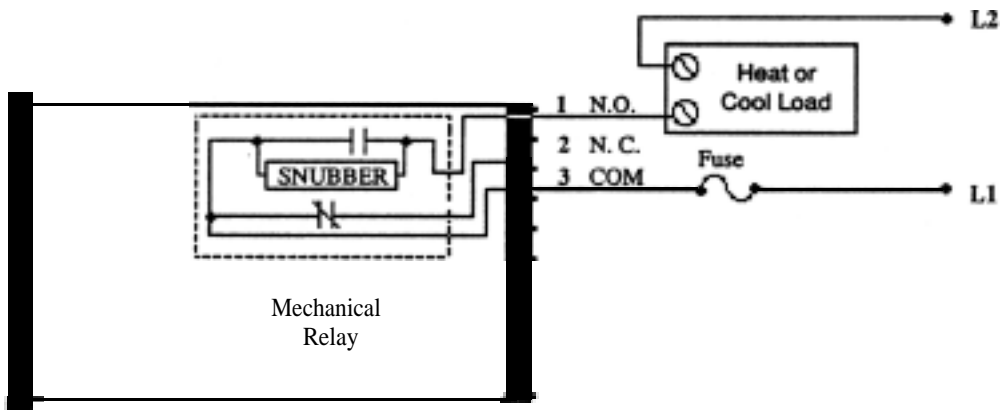 L2
Heat or
Cool Load
1 N.O.
2 N. C.
Fuse
SNUBBER
3 COM
L1
Mechanical
Relay